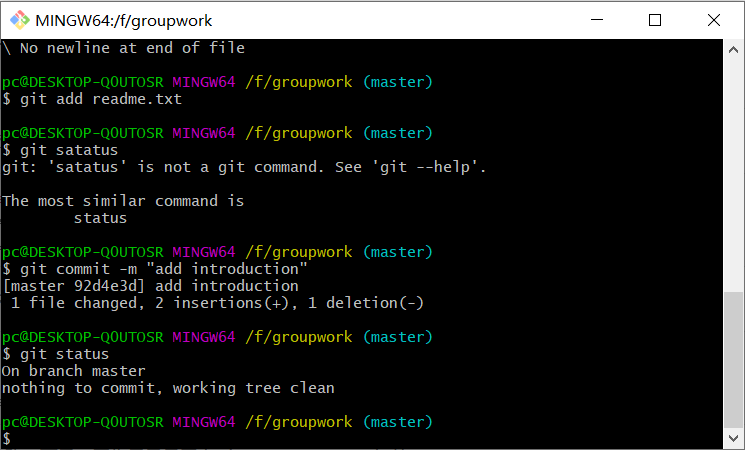 MINGW64:/f/groupwork
\ No newline at end of file
pc@DESKTOP-Q0UTOSR MINGW64 /f/groupwork (master)
$ git add readme.txt
pc@DESKTOP-Q0UTOSR MINGW64 /f/groupwork (master)
$ git satatus
git: 'satatus' is not a git command. See 'git --help'.
The most similar command is
status
pc@DESKTOP-Q0UTOSR MINGW64 /f/groupwork (master)
$ git commit -m "add introduction"
[master 92d4e3d] add introduction
1 file changed, 2 insertions(+), 1 deletion(-)
pc@DESKTOP-Q0UTOSR MINGW64 /f/groupwork (master)
$ git status
On branch master
nothing to commit, working tree clean
pc@DESKTOP-Q0UTOSR MINGW64 /f/groupwork (master)
$